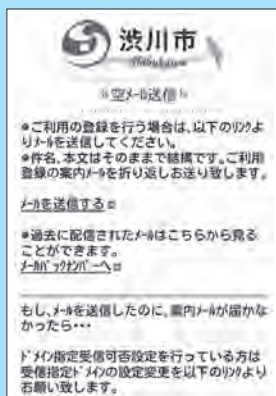 渋川市
Shibukawa
空メール送信
●ご利用の登録を行う場合は、以下のリンクよ
りメールを送信してください。
●件名、本文はそのままで結構です。ご利用
登録の案内メールを折り返しお送り致します。
メールを送信する
●過去に配信されたメールはこちらから見る
ことができます。
メールバックナンバーへ
もし、メールを送信したのに、案内メールが届かな
かったら・・・
ドメイン指定受信可否設定を行っている方は
受信指定ドメインの設定変更を以下のリンクより
お願い致します。